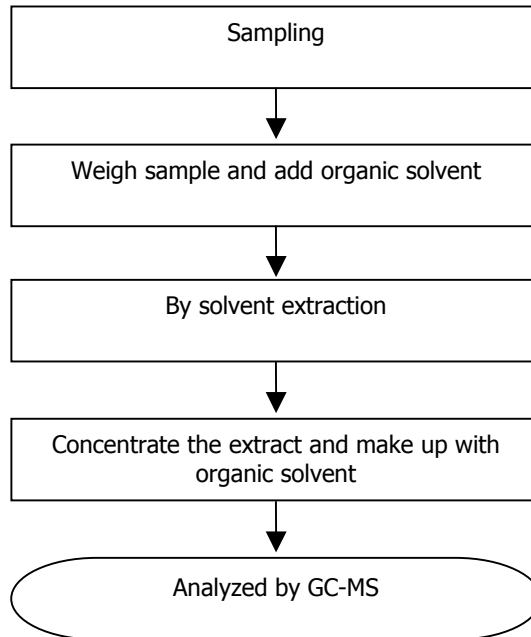 Sampling
Weigh sample and add organic solvent
By solvent extraction
Concentrate the extract and make up with
organic solvent
Analyzed by GC-MS